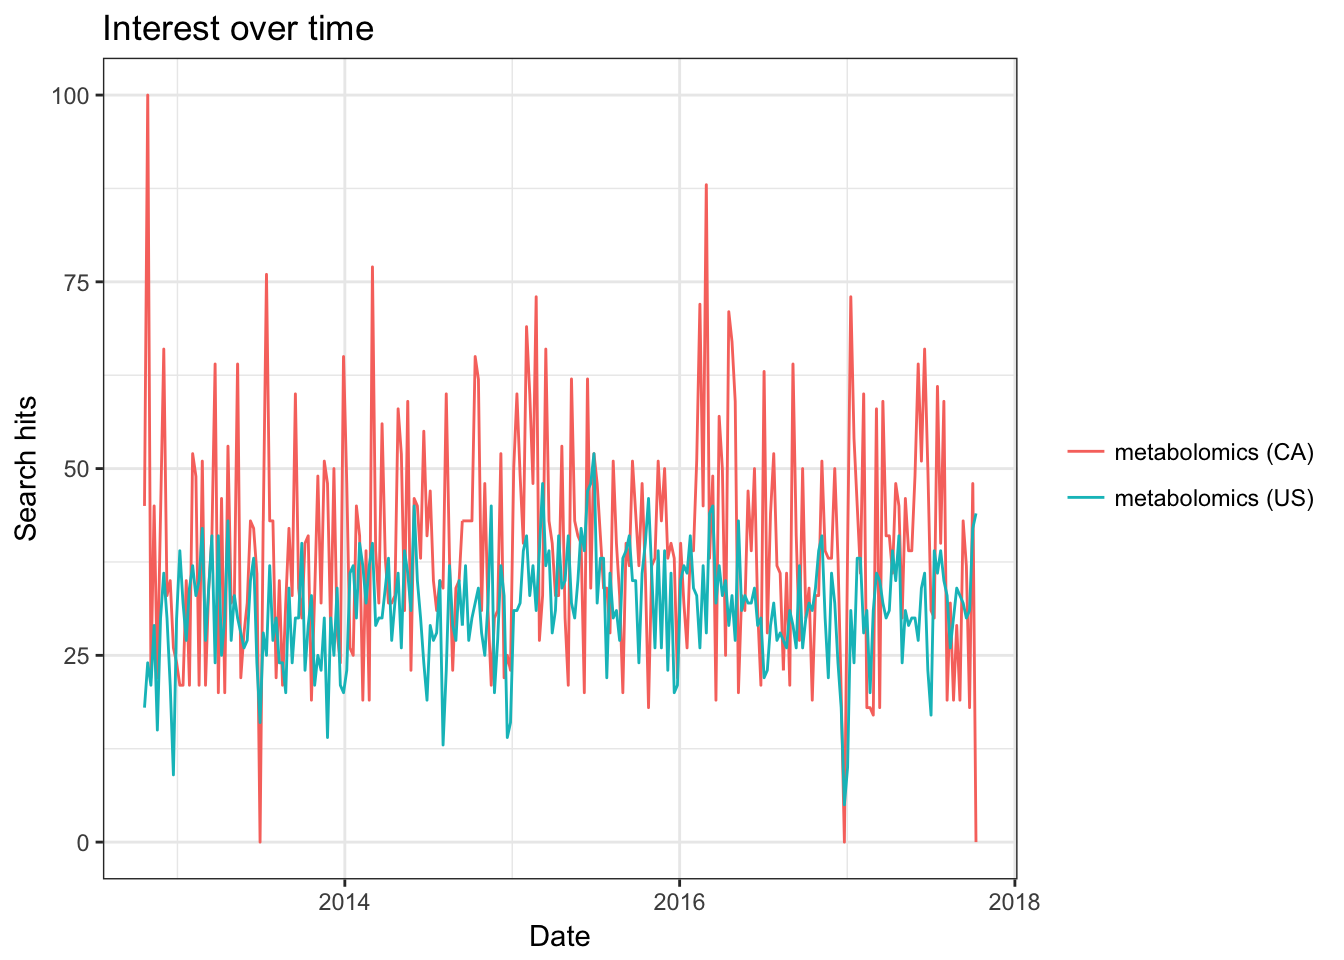 Interest over time
100
75
50
25
0
Search hits
2014
2016
2018
Date
metabolomics (CA)
metabolomics (US)